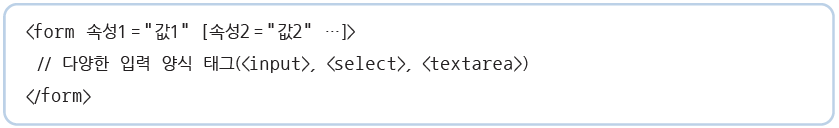 <form 속성1 = "값1" [속성2 = "값2" …]>
// 다양한 입력 양식 태그(<input>, <select>, <textarea>)
</form>